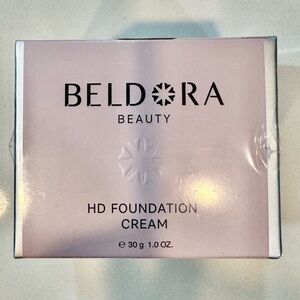 BELDORA
BEAUTY
HD FOUNDATION
CREAM
℮ 30 g 1.0 OZ.